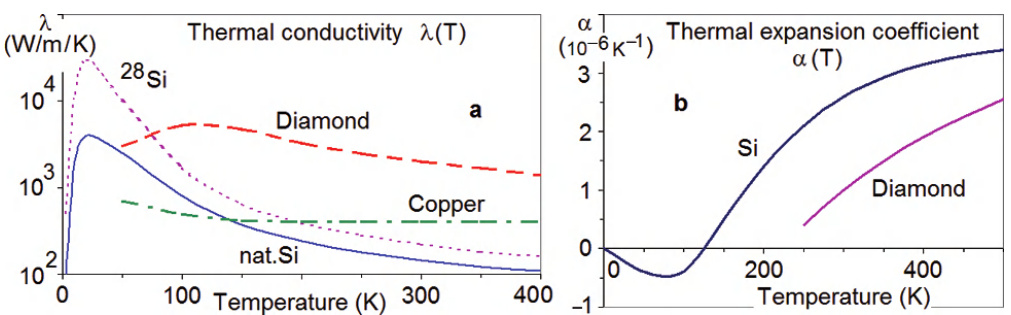 λ
(W/m/K)
Thermal conductivity λ(T)
²⁸Si
10⁴
a
Diamond
10³
Copper
nat.Si
10²
0
100
Temperature (K)
300
400
α
(10⁻⁶K⁻¹)
Thermal expansion coefficient
α(T)
3
b
2
Si
Diamond
1
0
0
200
400
Temperature (K)
−1